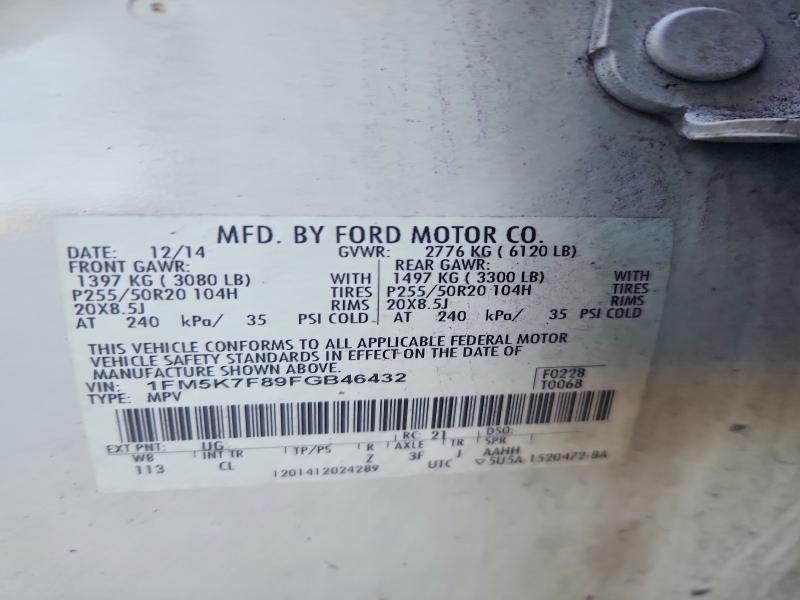 MFD. BY FORD MOTOR CO.
DATE: 12/14 GVWR: 2776 KG ( 6120 LB)
FRONT GAWR: REAR GAWR:
1397 KG ( 3080 LB) WITH 1497 KG ( 3300 LB) WITH
P255/50R20 104H TIRES P255/50R20 104H TIRES
20X8.5J RIMS 20X8.5J RIMS
AT 240 kPa/ 35 PSI COLD AT 240 kPa/ 35 PSI COLD
THIS VEHICLE CONFORMS TO ALL APPLICABLE FEDERAL MOTOR
VEHICLE SAFETY STANDARDS IN EFFECT ON THE DATE OF
MANUFACTURE SHOWN ABOVE.
VIN: 1FM5K7F89FGB46432 F0228
TYPE: MPV T0068
EXT PNT: UG RC: 21 DSO:
WB INT TR TP/PS R AXLE TR SPR
113 CL Z 3F J AAHH
1201412024289 UTC 5U5A-1520472-BA